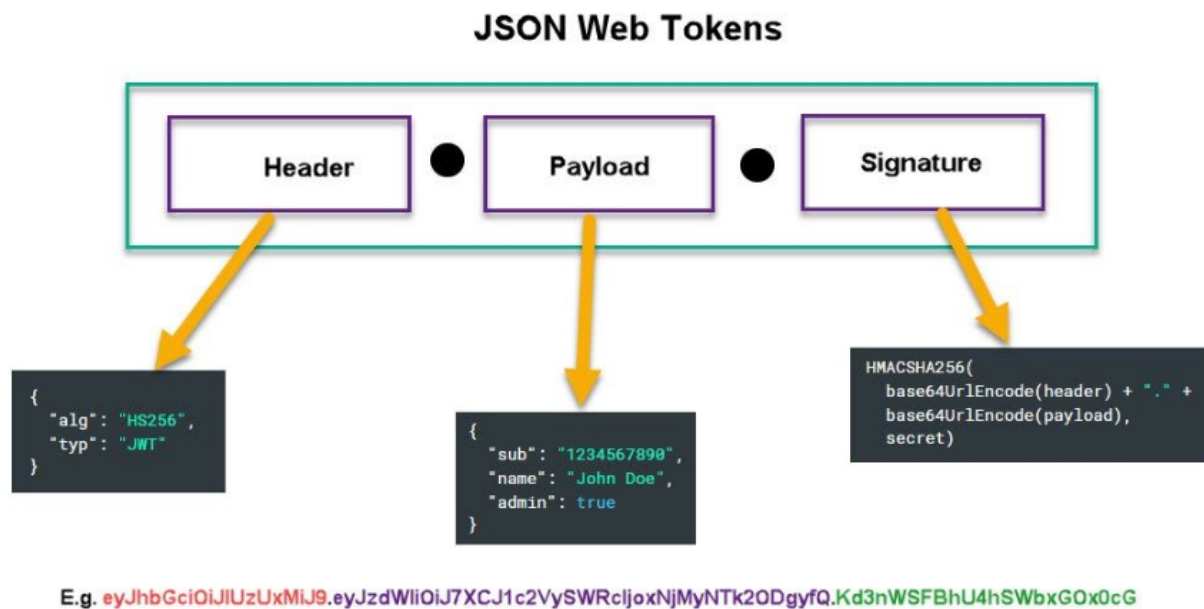 JSON Web Tokens
Header
Payload
Signature
{
"alg": "HS256",
"typ": "JWT"
}
{
"sub": "1234567890",
"name": "John Doe",
"admin": true
}
HMACSHA256(
base64UrlEncode(header) + "." +
base64UrlEncode(payload),
secret)
E.g. eyJhbGciOiJIUzUxMiJ9.eyJzdWIiOiJ7XCJ1c2VySWRcIjoxNjMyNTk2ODgyfQ.Kd3nWSFBhU4hSWbxGOx0cG